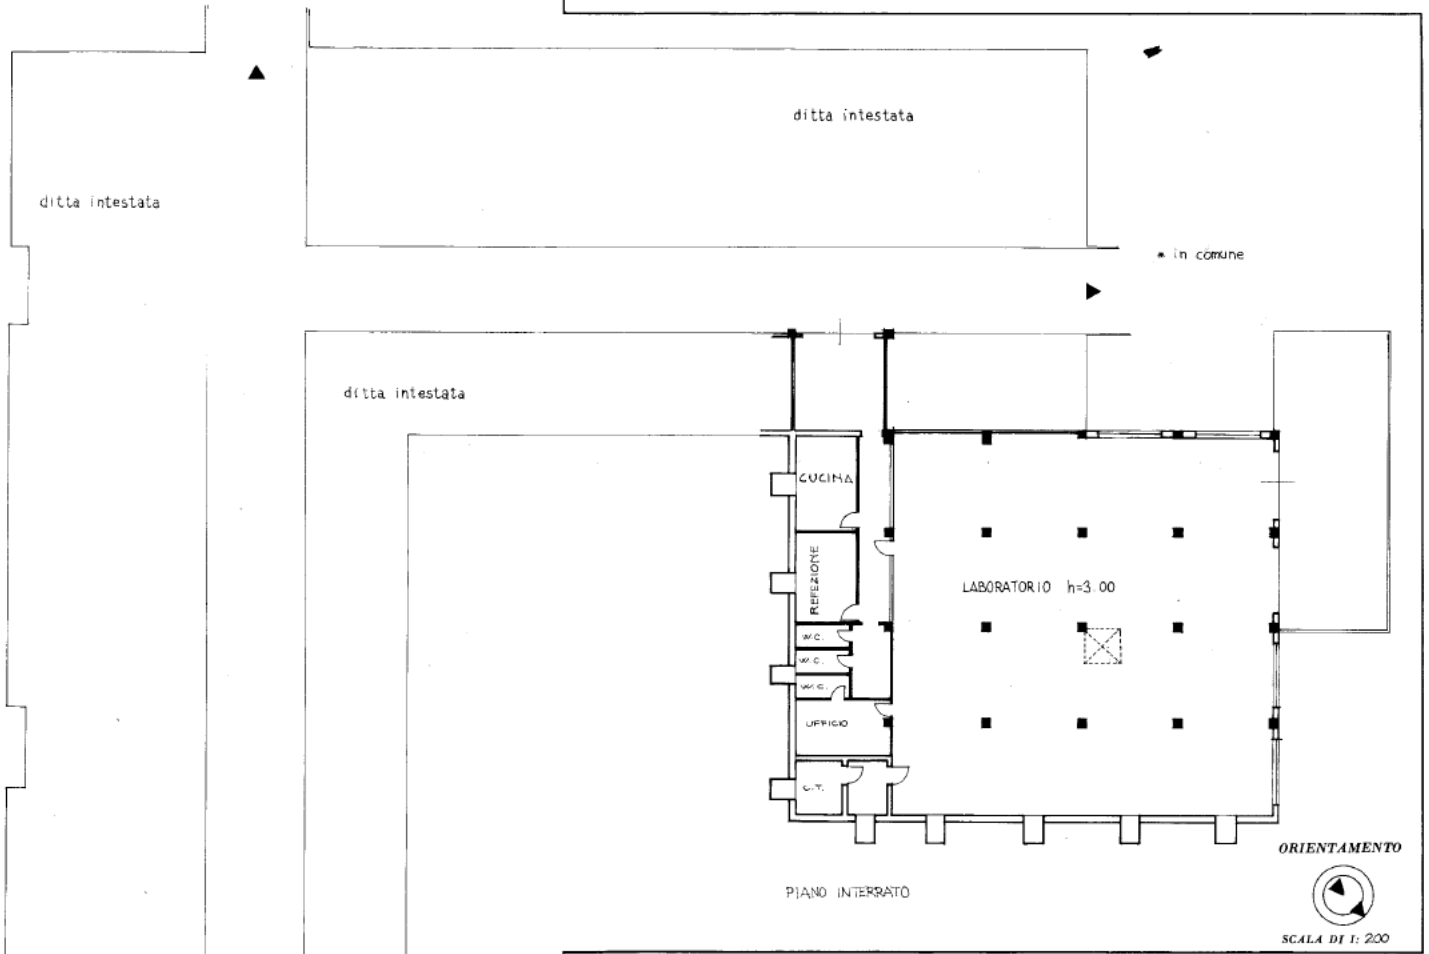 ditta intestata
ditta intestata
* in comune
ditta intestata
CUCINA
REFEZIONE
LABORATORIO h=3.00
W.C.
W.C.
W.C.
UFFICIO
C.T.
PIANO INTERRATO
ORIENTAMENTO
SCALA DI 1: 200